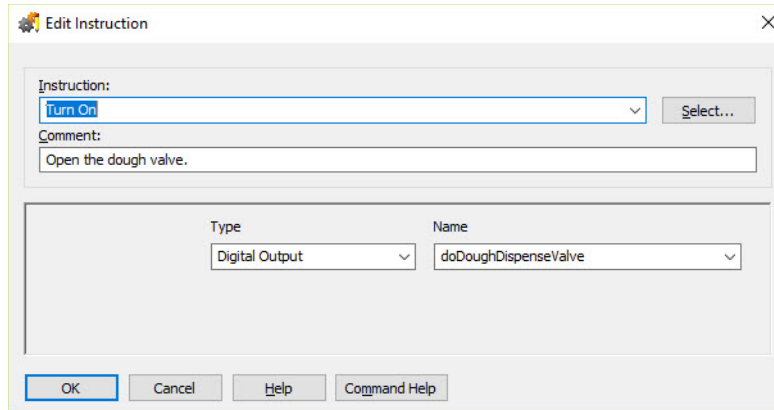 Edit Instruction
Instruction:
Turn On
Select...
Comment:
Open the dough valve.
Type Name
Digital Output doDoughDispenseValve
OK Cancel Help Command Help